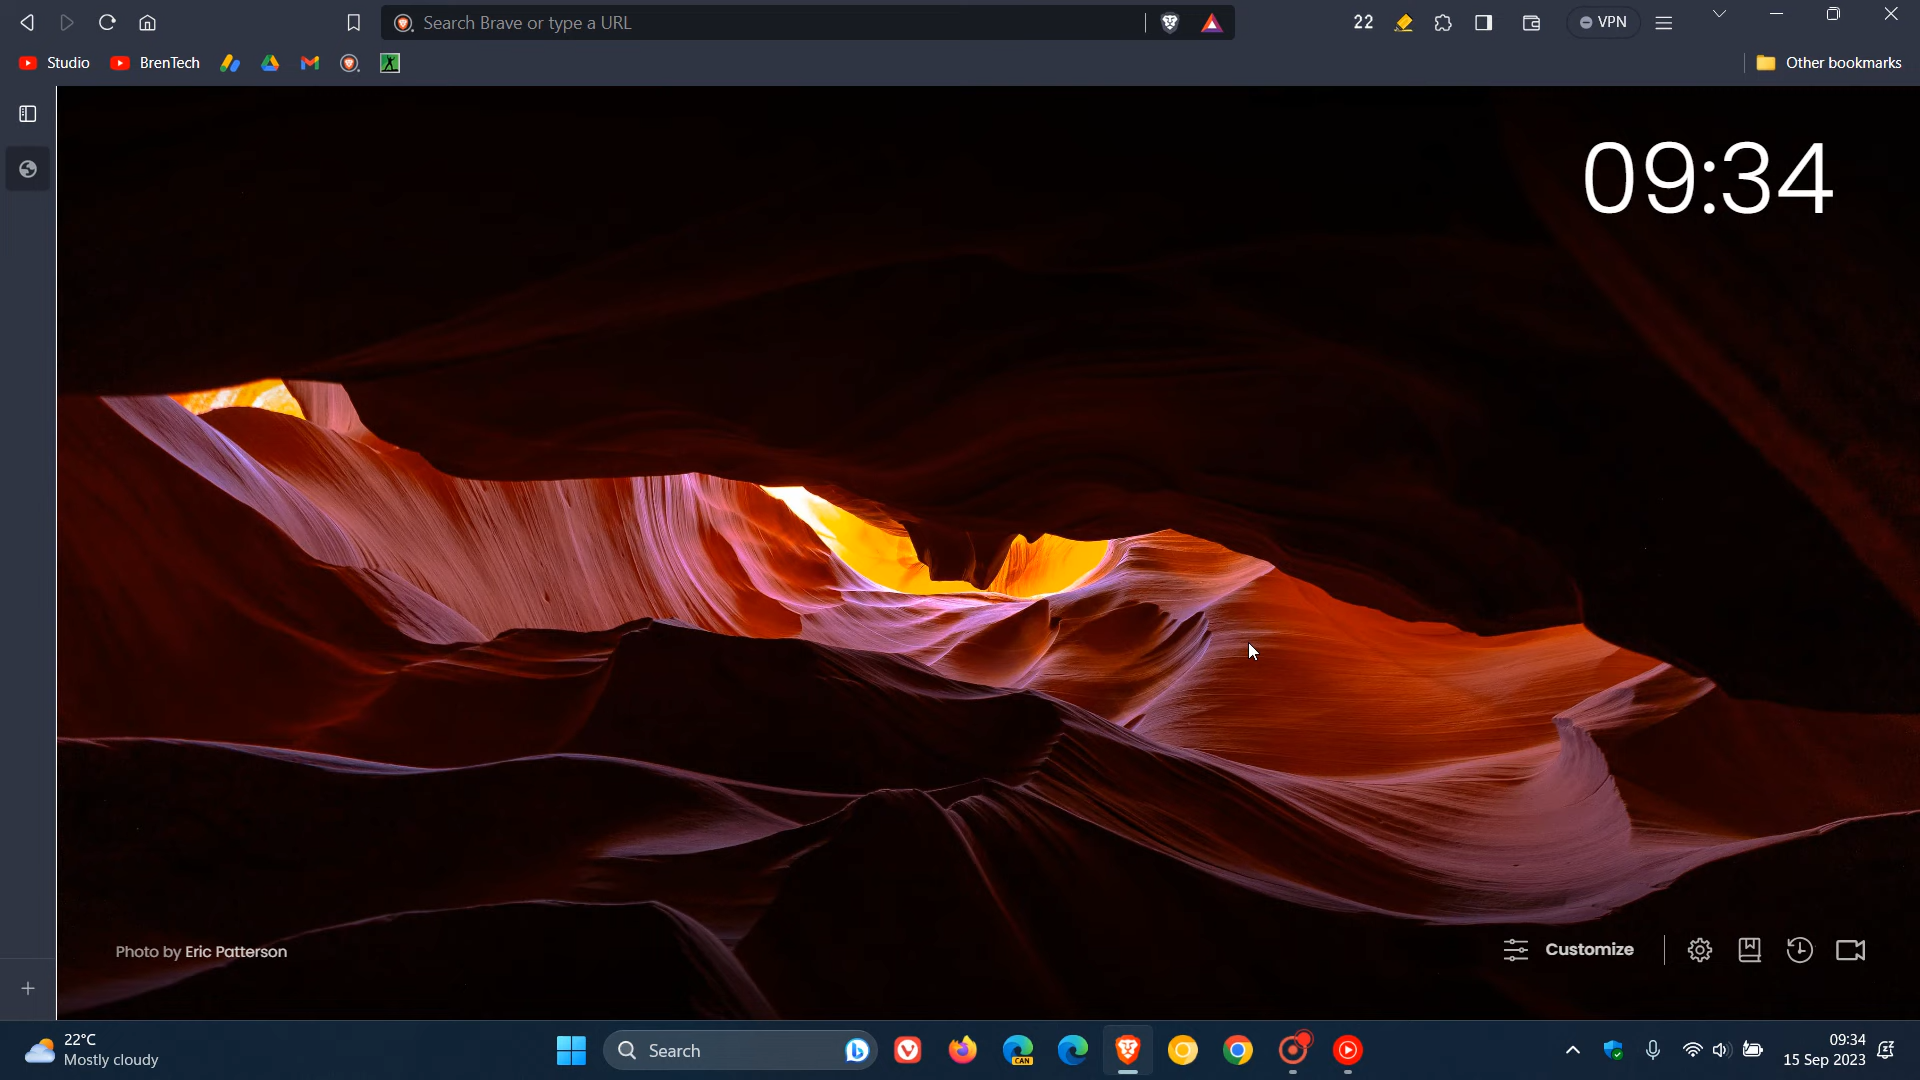 Search Brave or type a URL
22
VPN
Studio
BrenTech
Other bookmarks
09:34
Photo by Eric Patterson
Customize
22°C
Mostly cloudy
Search
CAN
09:34
15 Sep 2023